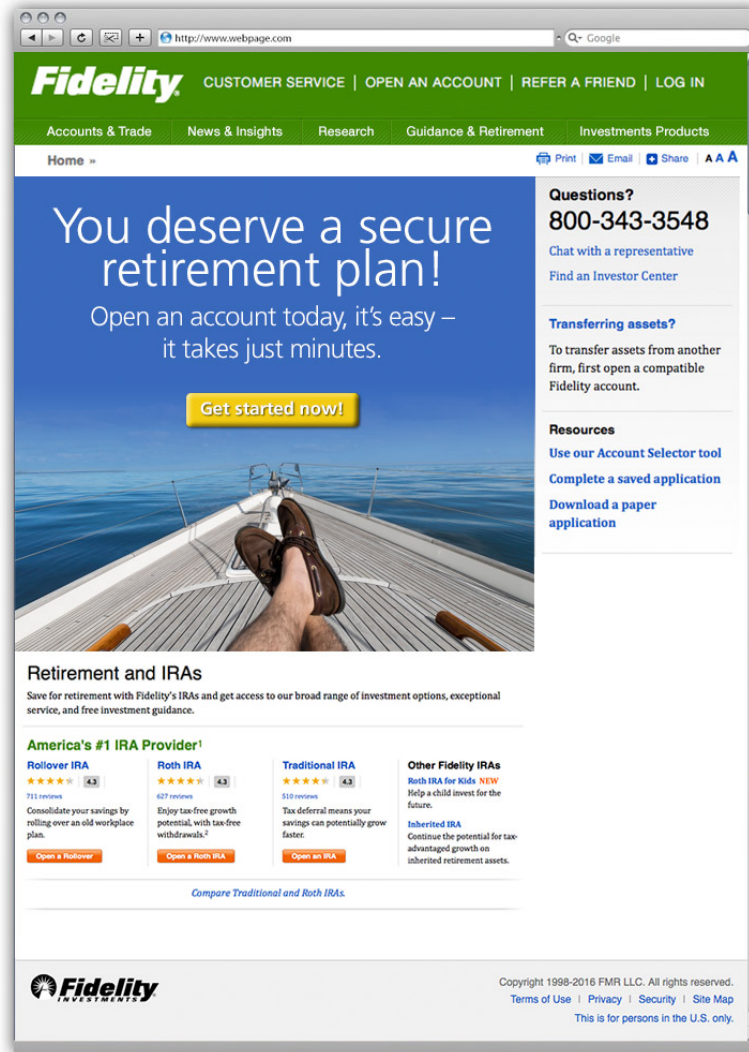 http://www.webpage.com
Google
Fidelity
CUSTOMER SERVICE | OPEN AN ACCOUNT | REFER A FRIEND | LOG IN
Accounts & Trade News & Insights Research Guidance & Retirement Investments Products
Home »
Print | Email | Share | A A A
You deserve a secure
retirement plan!
Open an account today, it's easy –
it takes just minutes.
Get started now!
Questions?
800-343-3548
Chat with a representative
Find an Investor Center
Transferring assets?
To transfer assets from another
firm, first open a compatible
Fidelity account.
Resources
Use our Account Selector tool
Complete a saved application
Download a paper
application
Retirement and IRAs
Save for retirement with Fidelity's IRAs and get access to our broad range of investment options, exceptional
service, and free investment guidance.
America's #1 IRA Provider¹
Rollover IRA
4.3
711 reviews
Consolidate your savings by
rolling over an old workplace
plan.
Open a Rollover
Roth IRA
4.3
627 reviews
Enjoy tax-free growth
potential, with tax-free
withdrawals.²
Open a Roth IRA
Traditional IRA
4.3
510 reviews
Tax deferral means your
savings can potentially grow
faster.
Open an IRA
Other Fidelity IRAs
Roth IRA for Kids NEW
Help a child invest for the
future.
Inherited IRA
Continue the potential for tax-
advantaged growth on
inherited retirement assets.
Compare Traditional and Roth IRAs.
Fidelity
INVESTMENTS
Copyright 1998-2016 FMR LLC. All rights reserved.
Terms of Use | Privacy | Security | Site Map
This is for persons in the U.S. only.